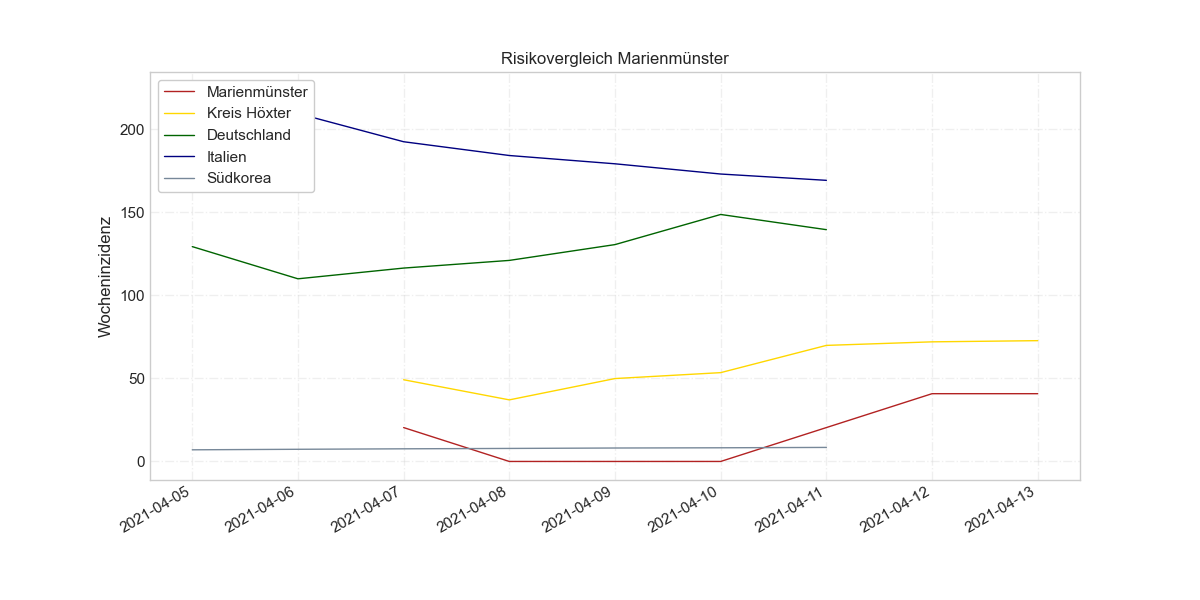 Risikovergleich Marienmünster
Marienmünster
Kreis Höxter
Deutschland
Italien
Südkorea
Wocheninzidenz
200
150
100
50
0
2021-04-05
2021-04-06
2021-04-07
2021-04-08
2021-04-09
2021-04-10
2021-04-11
2021-04-12
2021-04-13